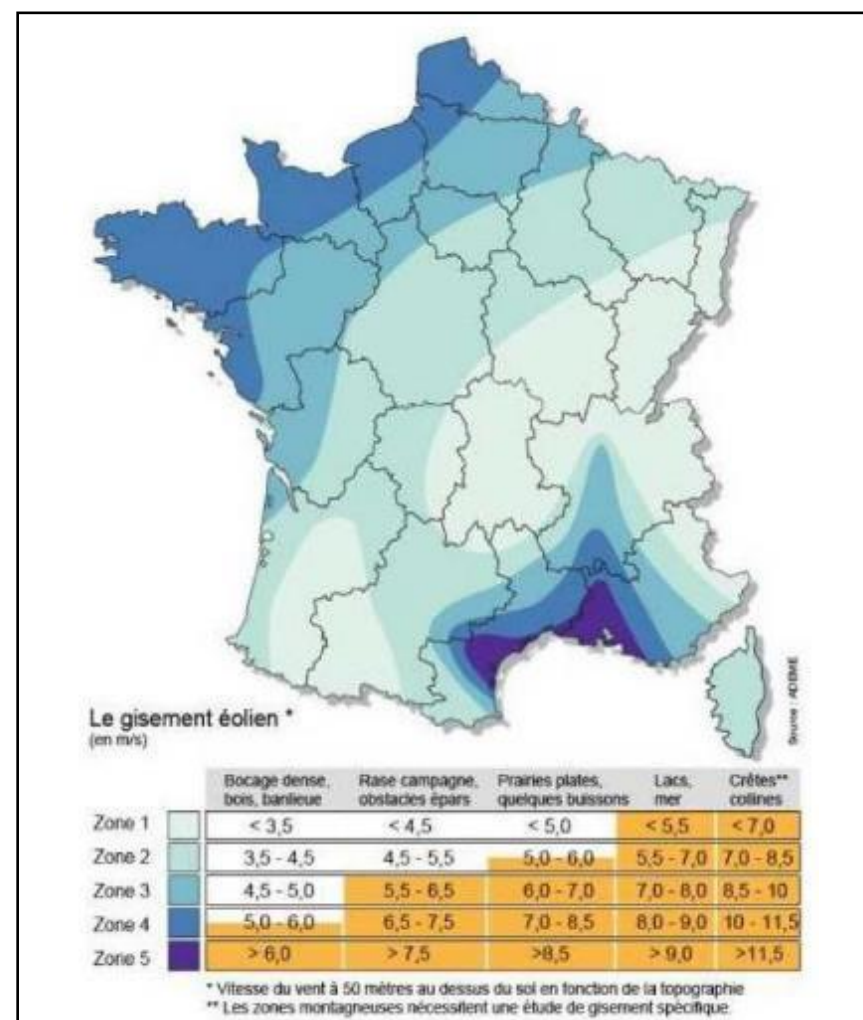 Source : ADEME
Le gisement éolien *
(en m/s)
Bocage dense, bois, banlieue
Rase campagne, obstacles épars
Prairies plates, quelques buissons
Lacs, mer
Crêtes** collines
Zone 1 < 3,5 < 4,5 < 5,0 < 5,5 < 7,0
Zone 2 3,5 - 4,5 4,5 - 5,5 5,0 - 6,0 5,5 - 7,0 7,0 - 8,5
Zone 3 4,5 - 5,0 5,5 - 6,5 6,0 - 7,0 7,0 - 8,0 8,5 - 10
Zone 4 5,0 - 6,0 6,5 - 7,5 7,0 - 8,5 8,0 - 9,0 10 - 11,5
Zone 5 > 6,0 > 7,5 >8,5 > 9,0 >11,5
* Vitesse du vent à 50 mètres au dessus du sol en fonction de la topographie
** Les zones montagneuses nécessitent une étude de gisement spécifique.